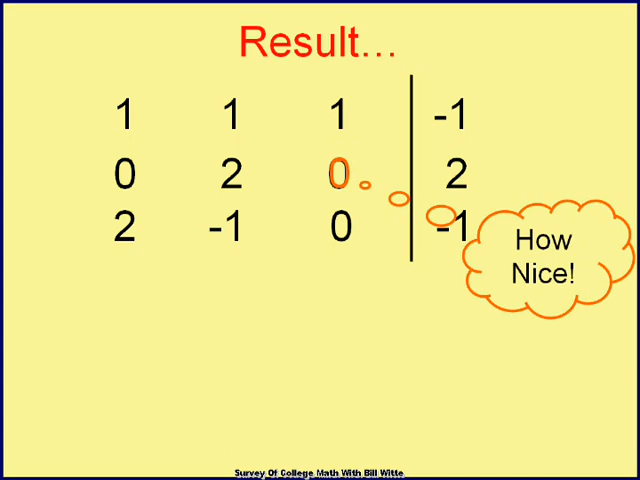 Result...
1 1 1 -1
0 2 0 2
2 -1 0 -1
How
Nice!
Survey Of College Math With Bill Witte